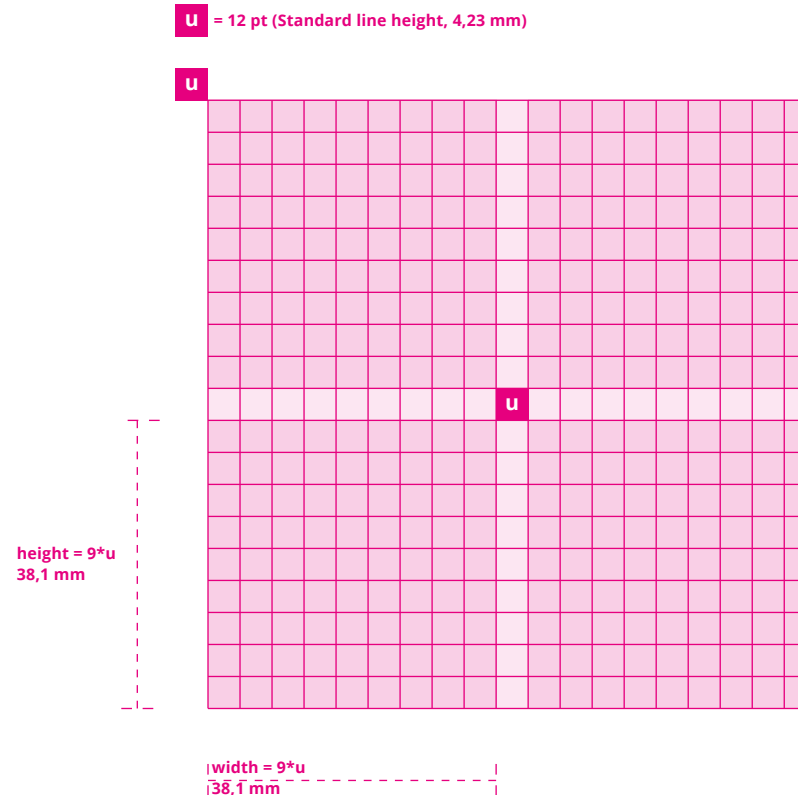 u = 12 pt (Standard line height, 4,23 mm)
u
u
height = 9*u
38,1 mm
width = 9*u
38,1 mm